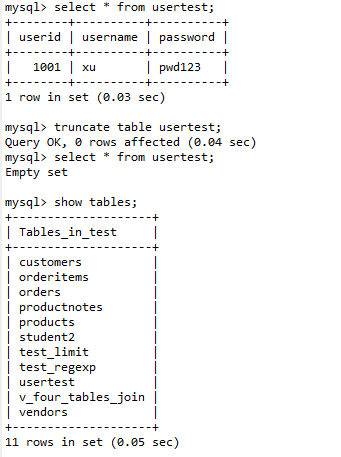 mysql> select * from usertest;
+--------+----------+----------+
| userid | username | password |
+--------+----------+----------+
|   1001 | xu       | pwd123   |
+--------+----------+----------+
1 row in set (0.03 sec)

mysql> truncate table usertest;
Query OK, 0 rows affected (0.04 sec)
mysql> select * from usertest;
Empty set

mysql> show tables;
+--------------------+
| Tables_in_test     |
+--------------------+
| customers          |
| orderitems         |
| orders             |
| productnotes       |
| products           |
| student2           |
| test_limit         |
| test_regexp        |
| usertest           |
| v_four_tables_join |
| vendors            |
+--------------------+
11 rows in set (0.05 sec)